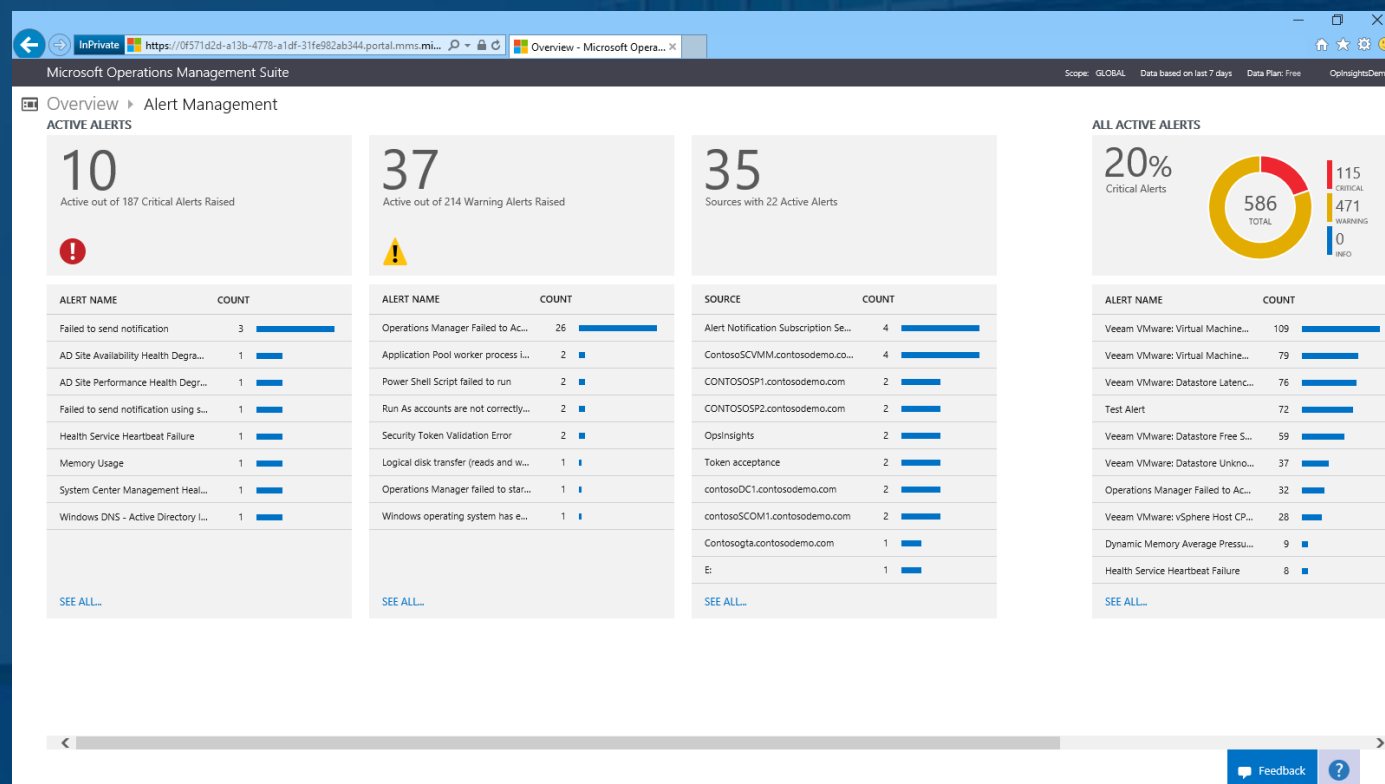 InPrivate https://0f571d2d-a13b-4778-a1df-31fe982ab344.portal.mms.mi... Overview - Microsoft Opera...
Microsoft Operations Management Suite Scope: GLOBAL Data based on last 7 days Data Plan: Free OpInsightsDem
Overview Alert Management
ACTIVE ALERTS
10
Active out of 187 Critical Alerts Raised
ALERT NAME COUNT
Failed to send notification 3
AD Site Availability Health Degra... 1
AD Site Performance Health Degr... 1
Failed to send notification using s... 1
Health Service Heartbeat Failure 1
Memory Usage 1
System Center Management Heal... 1
Windows DNS - Active Directory I... 1
SEE ALL...
37
Active out of 214 Warning Alerts Raised
ALERT NAME COUNT
Operations Manager Failed to Ac... 26
Application Pool worker process i... 2
Power Shell Script failed to run 2
Run As accounts are not correctly... 2
Security Token Validation Error 2
Logical disk transfer (reads and w... 1
Operations Manager failed to star... 1
Windows operating system has e... 1
SEE ALL...
35
Sources with 22 Active Alerts
SOURCE COUNT
Alert Notification Subscription Se... 4
ContosoSCVMM.contosodemo.co... 4
CONTOSOSP1.contosodemo.com 2
CONTOSOSP2.contosodemo.com 2
OpsInsights 2
Token acceptance 2
contosoDC1.contosodemo.com 2
contosoSCOM1.contosodemo.com 2
Contosogta.contosodemo.com 1
E: 1
SEE ALL...
ALL ACTIVE ALERTS
20%
Critical Alerts
586
TOTAL
115
CRITICAL
471
WARNING
0
INFO
ALERT NAME COUNT
Veeam VMware: Virtual Machine... 109
Veeam VMware: Virtual Machine... 79
Veeam VMware: Datastore Latenc... 76
Test Alert 72
Veeam VMware: Datastore Free S... 59
Veeam VMware: Datastore Unkno... 37
Operations Manager Failed to Ac... 32
Veeam VMware: vSphere Host CP... 28
Dynamic Memory Average Pressu... 9
Health Service Heartbeat Failure 8
SEE ALL...
Feedback ?